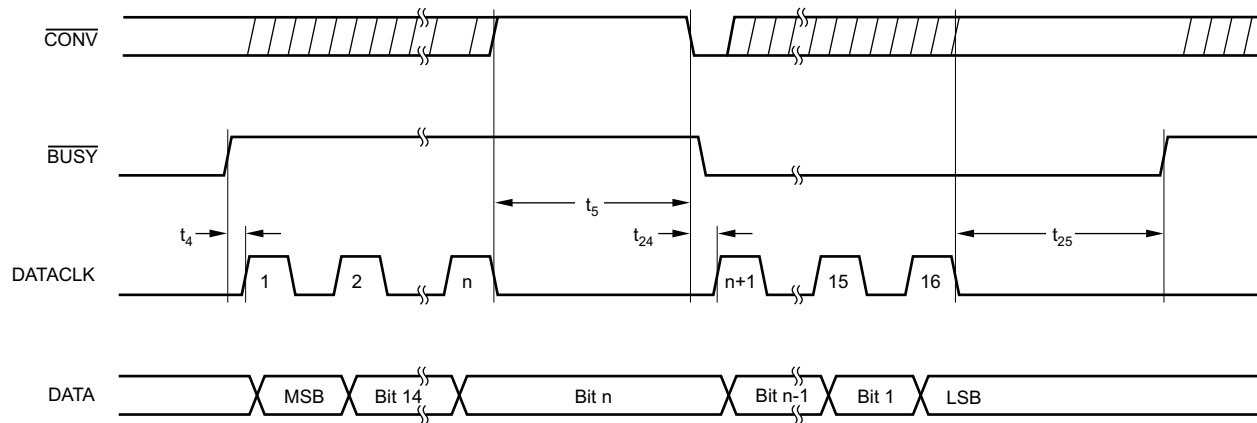 CONV
BUSY
t5
t4
t24
t25
DATACLK
1
2
n
n+1
15
16
DATA
MSB
Bit 14
Bit n
Bit n-1
Bit 1
LSB